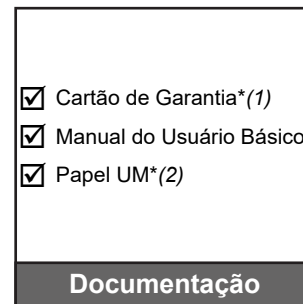 ☑ Cartão de Garantia*(1)
☑ Manual do Usuário Básico
☑ Papel UM*(2)
Documentação